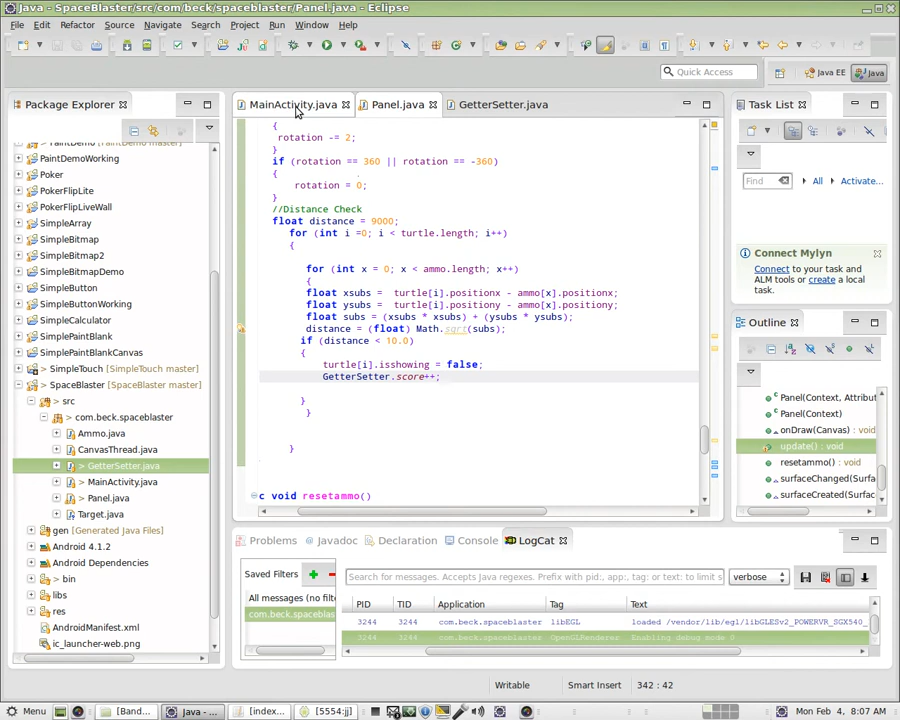 Java - SpaceBlaster/src/com/beck/spaceblaster/Panel.java - Eclipse
File Edit Refactor Source Navigate Search Project Run Window Help
Quick Access
Java EE
Java
Package Explorer
MainActivity.java
Panel.java
GetterSetter.java
Task List
PaintDemoWorking
Poker
PokerFlipLite
PokerFlipLiveWall
SimpleArray
SimpleBitmap
SimpleBitmap2
SimpleBitmapDemo
SimpleButton
SimpleButtonWorking
SimpleCalculator
SimplePaintBlank
SimplePaintBlankCanvas
> SimpleTouch [SimpleTouch master]
> SpaceBlaster [SpaceBlaster master]
> src
com.beck.spaceblaster
Ammo.java
CanvasThread.java
> GetterSetter.java
> MainActivity.java
> Panel.java
Target.java
gen [Generated Java Files]
Android 4.1.2
Android Dependencies
> bin
libs
> res
AndroidManifest.xml
ic_launcher-web.png
{
rotation -= 2;
}
if (rotation == 360 || rotation == -360)
{
rotation = 0;
}
//Distance Check
float distance = 9000;
for (int i =0; i < turtle.length; i++)
{
for (int x = 0; x < ammo.length; x++)
{
float xsubs = turtle[i].positionx - ammo[x].positionx;
float ysubs = turtle[i].positiony - ammo[x].positiony;
float subs = (xsubs * xsubs) + (ysubs * ysubs);
distance = (float) Math.sqrt(subs);
if (distance < 10.0)
{
turtle[i].isshowing = false;
GetterSetter.score++;
}
}
}
c void resetammo()
Find
All
Activate...
Connect Mylyn
Connect to your task and
ALM tools or create a local
task.
Outline
Panel(Context, Attribut
Panel(Context)
onDraw(Canvas) : void
update() : void
resetammo() : void
surfaceChanged(Surfa
surfaceCreated(Surfac
Problems
Javadoc
Declaration
Console
LogCat
Saved Filters
All messages (no filte
com.beck.spaceblas
Search for messages. Accepts Java regexes. Prefix with pid:, app:, tag: or text: to limit s
verbose
PID TID Application Tag Text
3244 3244 com.beck.spaceblaster libEGL loaded /vendor/lib/egl/libGLESv2_POWERVR_SGX540_
3244 3244 com.beck.spaceblaster OpenGLRenderer Enabling debug mode 0
Writable
Smart Insert
342 : 42
Menu
[Band...
Java - ...
[index...
[5554:jj]
Mon Feb 4, 8:07 AM